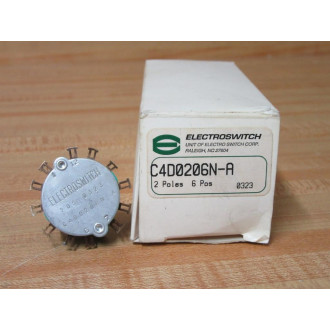 ELECTROSWITCH
UNIT OF ELECTRO SWITCH CORP.
RALEIGH, NC 27604
C4D0206N-A
2 Poles 6 Pos
0323
ELECTROSWITCH